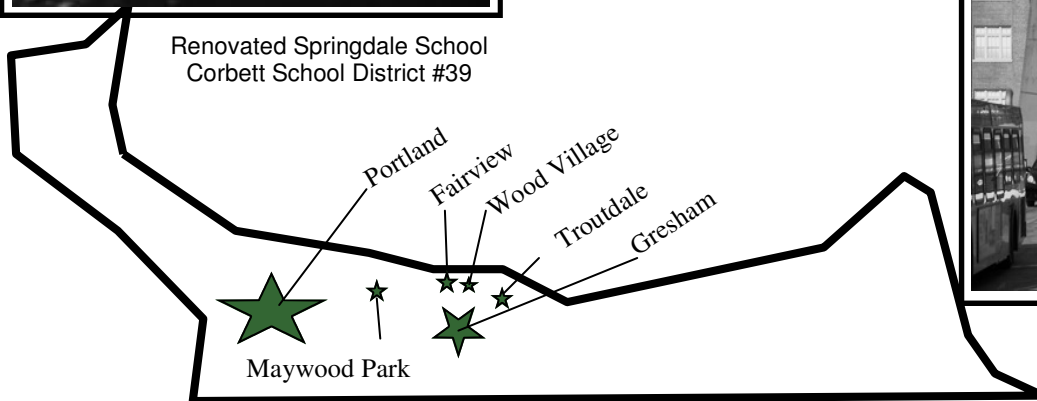 Renovated Springdale School
Corbett School District #39
Portland
Fairview
Wood Village
Troutdale
Gresham
Maywood Park